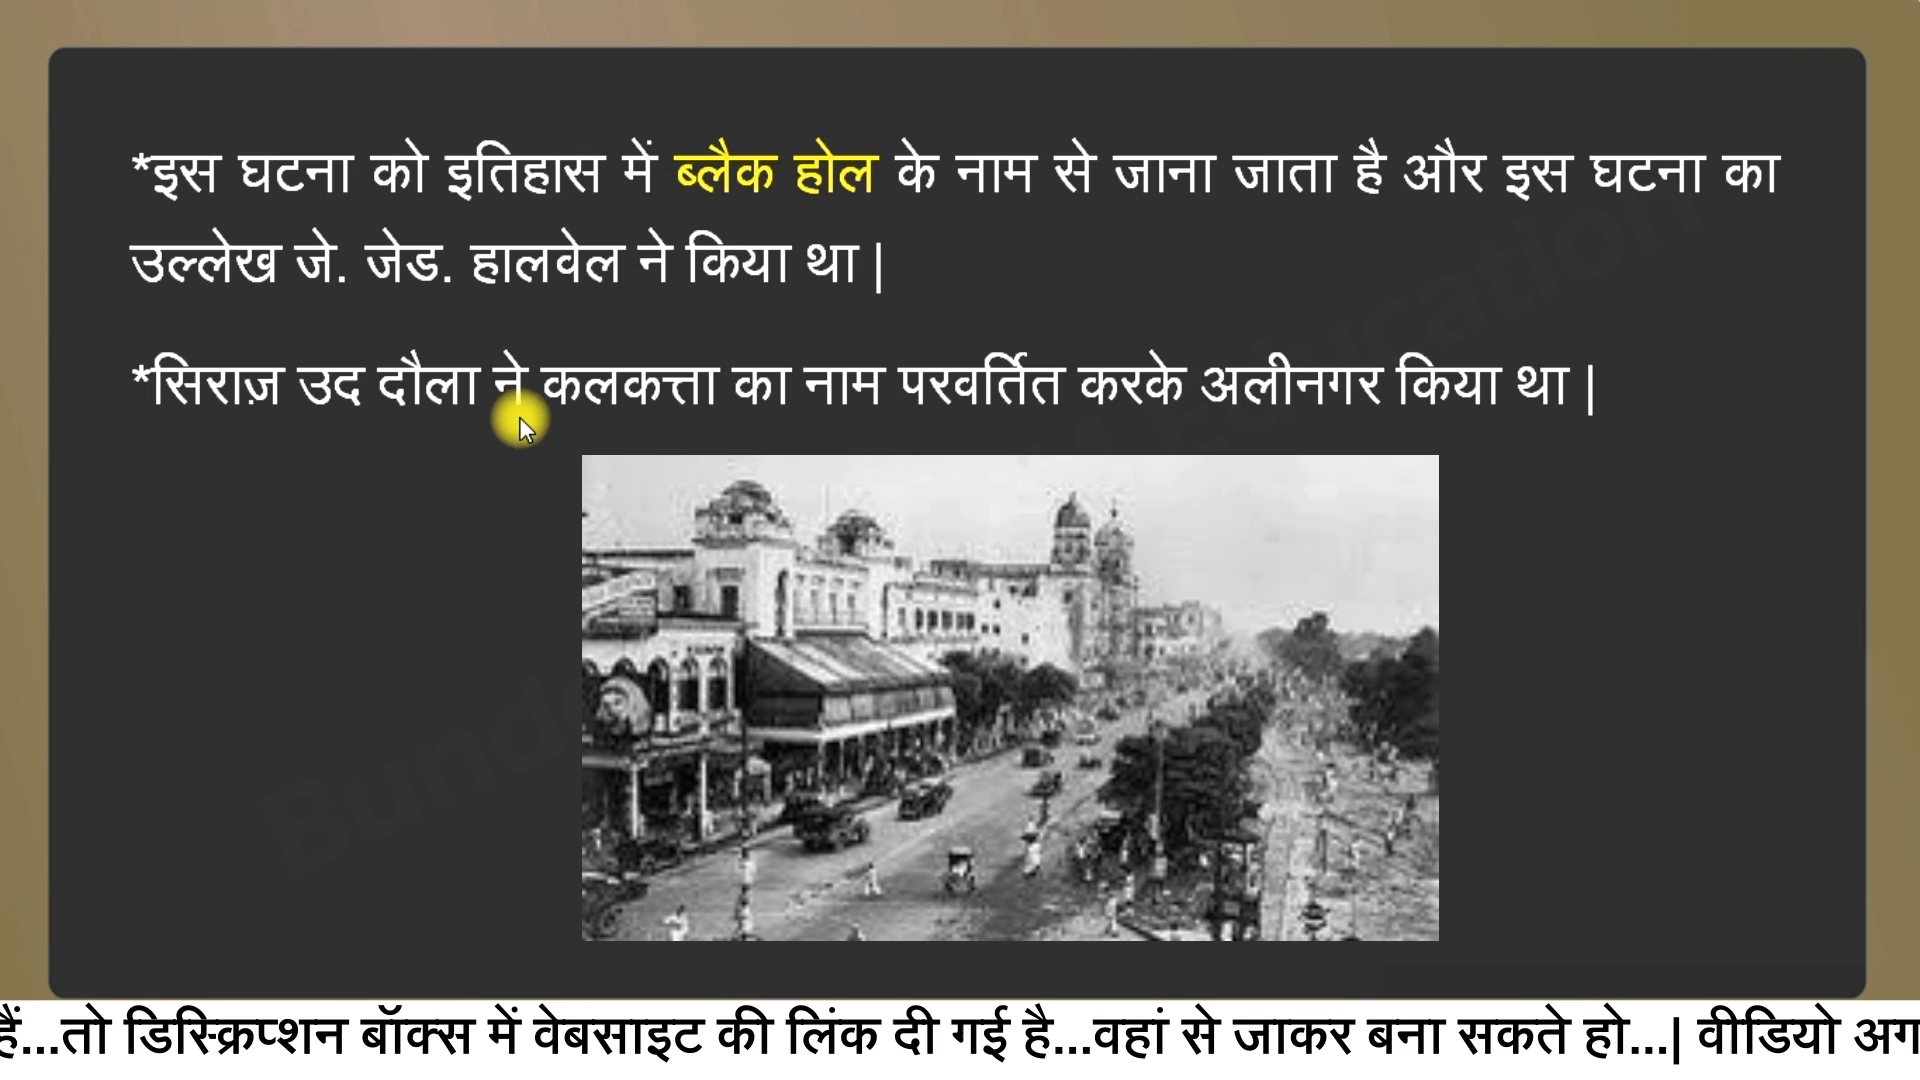 *इस घटना को इतिहास में ब्लैक होल के नाम से जाना जाता है और इस घटना का
उल्लेख जे. जेड. हालवेल ने किया था |
*सिराज़ उद दौला ने कलकत्ता का नाम परवर्तित करके अलीनगर किया था |
हैं...तो डिस्क्रिप्शन बॉक्स में वेबसाइट की लिंक दी गई है...वहां से जाकर बना सकते हो...| वीडियो अग